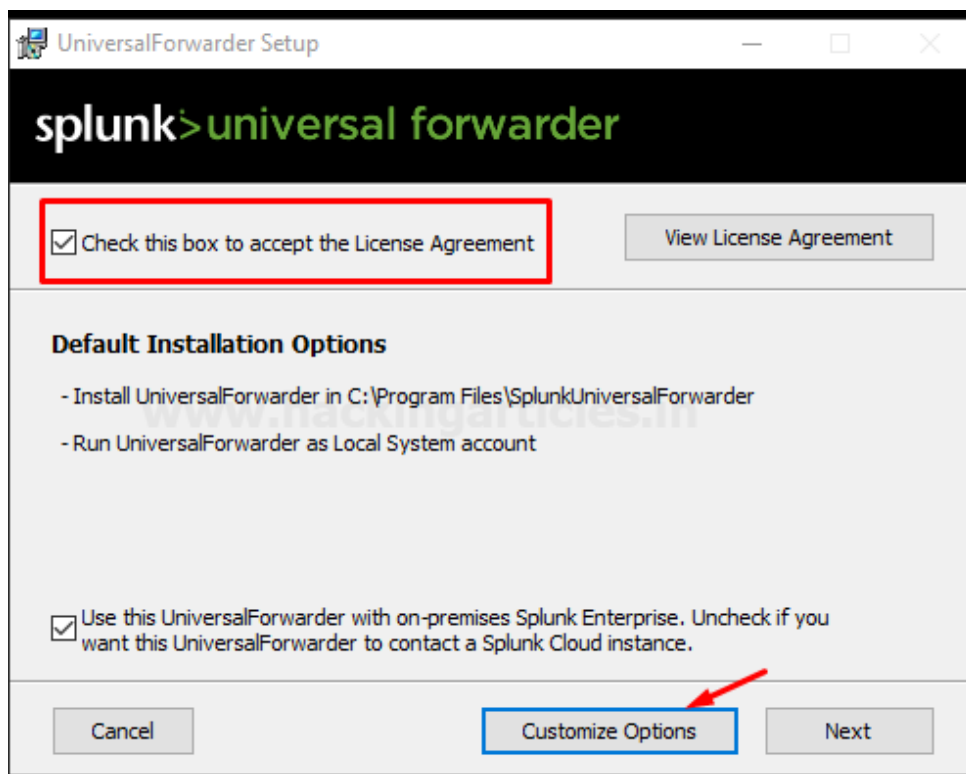 UniversalForwarder Setup
splunk>universal forwarder
Check this box to accept the License Agreement
View License Agreement
Default Installation Options
- Install UniversalForwarder in C:\Program Files\SplunkUniversalForwarder
www.hackingarticles.in
- Run UniversalForwarder as Local System account
Use this UniversalForwarder with on-premises Splunk Enterprise. Uncheck if you
want this UniversalForwarder to contact a Splunk Cloud instance.
Cancel
Customize Options
Next